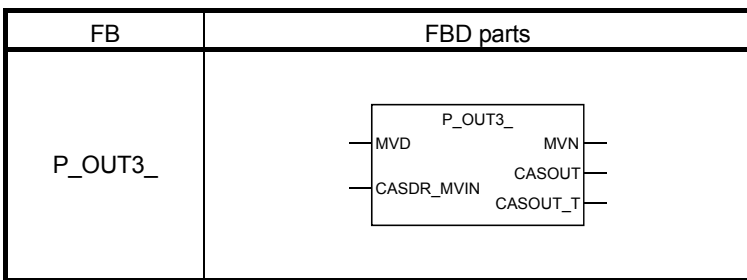 FB FBD parts
P_OUT3_
P_OUT3_
MVD MVN
CASOUT
CASDR_MVIN
CASOUT_T